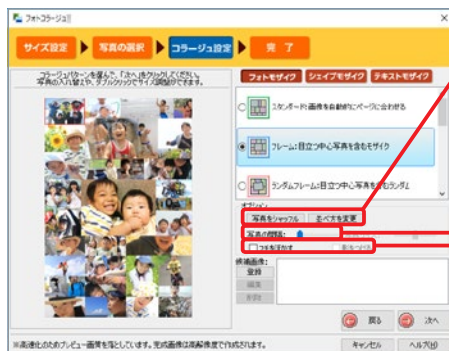 フォトコラージュ||
サイズ設定
写真の選択
コラージュ設定
完 了
コラージュパターンを選んで、「次へ」をクリックしてください。
写真の入れ替えや、ダブルクリックでサイズ調整ができます。
フォトモザイク
シェイプモザイク
テキストモザイク
スタンダード:画像を自動的にページに合わせる
フレーム:目立つ中心写真を含むモザイク
ランダムフレーム:目立つ中心写真を含むランダム
オプション
写真をシャッフル
並べ方を変更
写真の間隔:
フチを活かす
影をつける
候補画像:
登録
編集
削除
戻る
次へ
※高速化のためプレビュー画質を落としています。完成画像は高解像度で作成されます。
キャンセル
ヘルプ(H)